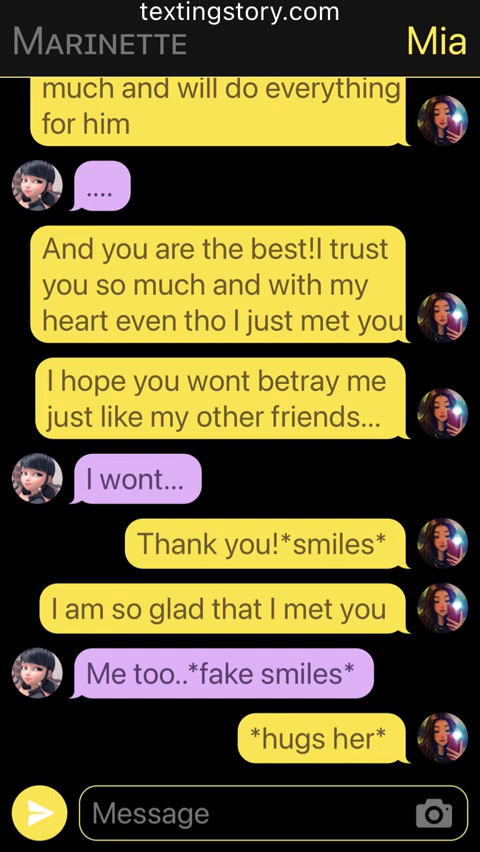 textingstory.com
MARINETTE
Mia
much and will do everything
for him
....
And you are the best!I trust
you so much and with my
heart even tho I just met you
I hope you wont betray me
just like my other friends...
I wont...
Thank you!*smiles*
I am so glad that I met you
Me too..*fake smiles*
*hugs her*
Message